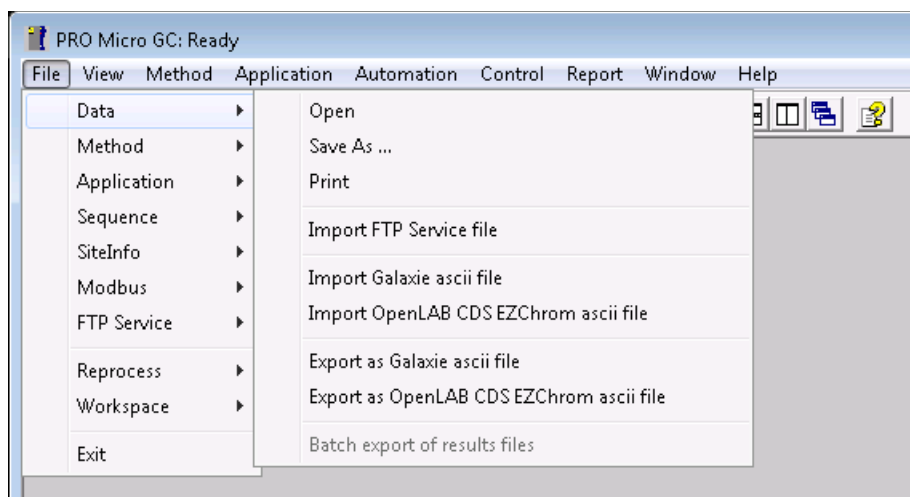 PRO Micro GC: Ready
File View Method Application Automation Control Report Window Help
Data
Method
Application
Sequence
SiteInfo
Modbus
FTP Service
Reprocess
Workspace
Exit
Open
Save As ...
Print
Import FTP Service file
Import Galaxie ascii file
Import OpenLAB CDS EZChrom ascii file
Export as Galaxie ascii file
Export as OpenLAB CDS EZChrom ascii file
Batch export of results files